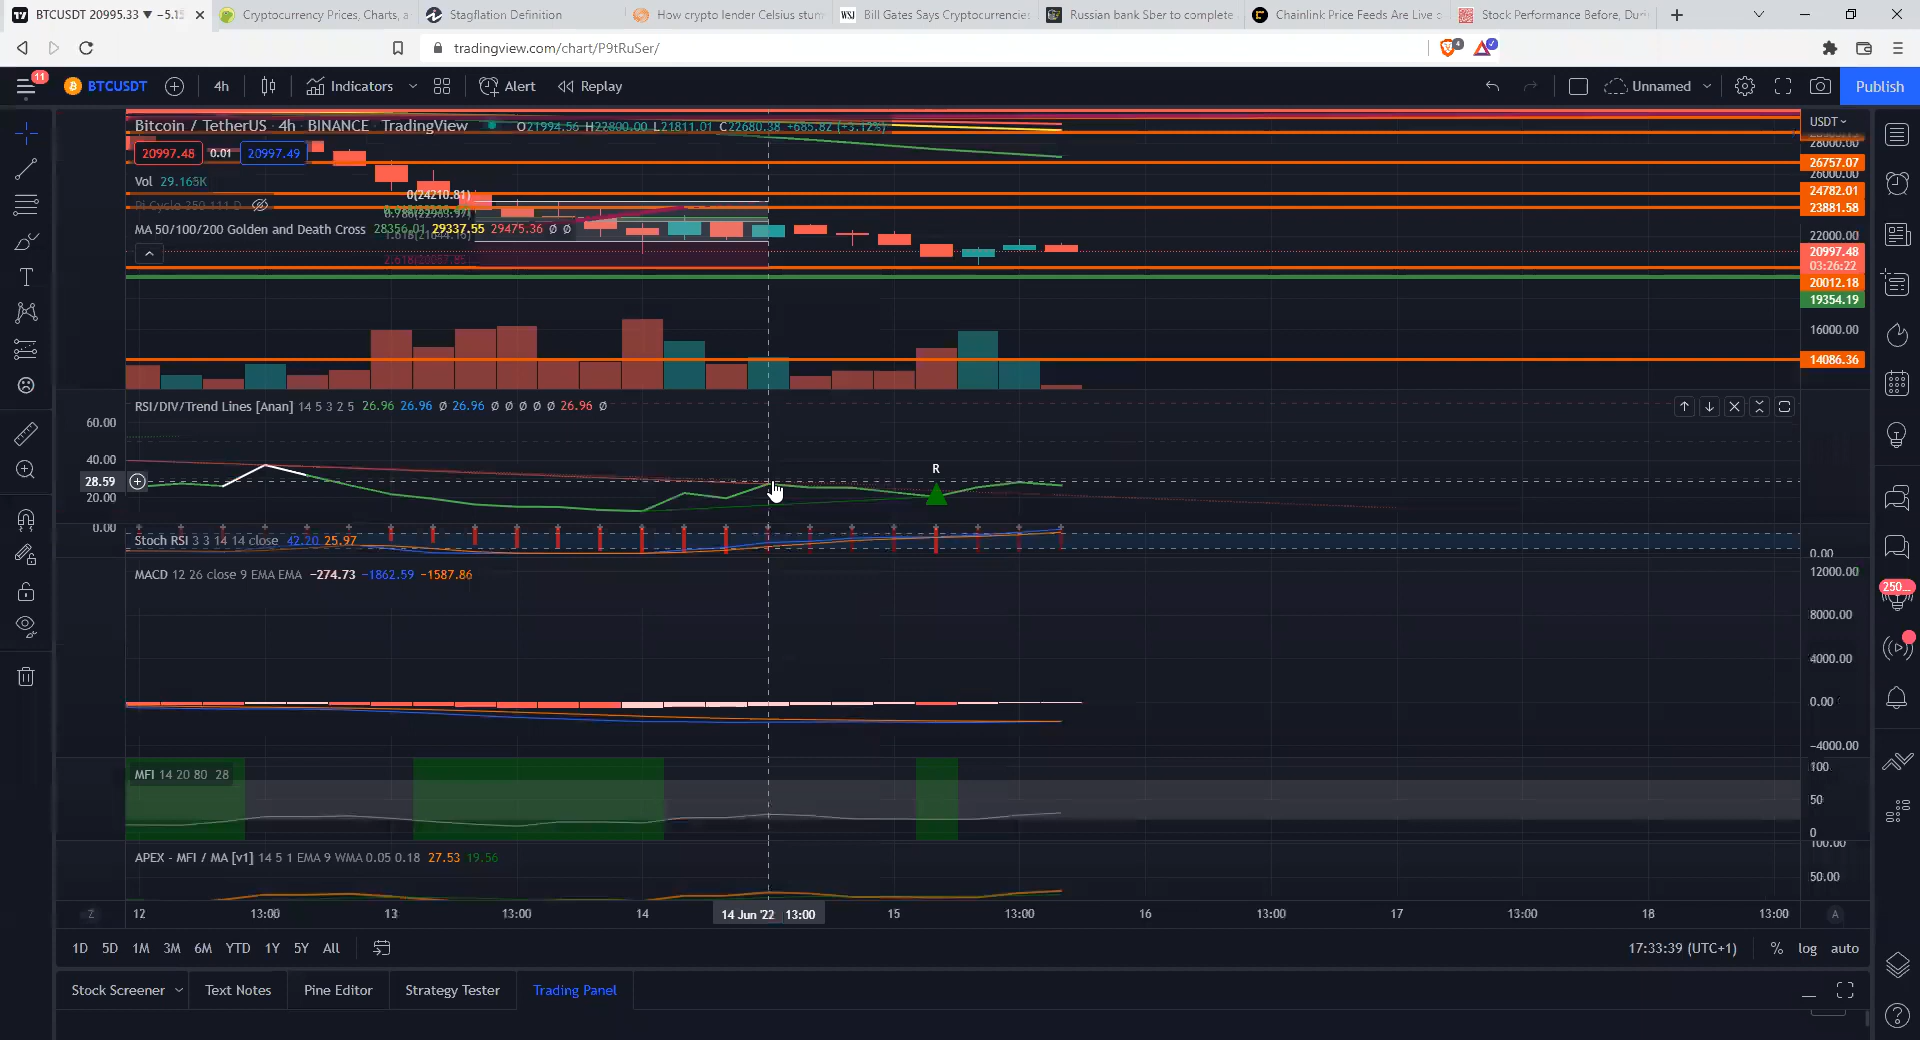 BTCUSDT 20995.33 ▼ −5.15
Cryptocurrency Prices, Charts, a
Stagflation Definition
How crypto lender Celsius stum
WSJ Bill Gates Says Cryptocurrencies
Russian bank Sber to complete
Chainlink Price Feeds Are Live o
Stock Performance Before, Duri
tradingview.com/chart/P9tRuSer/
4
11 BTCUSDT 4h Indicators Alert Replay Unnamed Publish
Bitcoin / TetherUS · 4h · BINANCE · TradingView O21994.56 H22800.00 L21811.01 C22680.38 +685.82 (+3.12%) USDT
20997.48 0.01 20997.49
28000.00
26757.07
26000.00
Vol 29.165K
24782.01
0(24210.81)
Pi Cycle 350 111 D
23881.58
MA 50/100/200 Golden and Death Cross 28356.01 29337.55 29475.36 Ø Ø
22000.00
20997.48
03:26:22
20012.18
19354.19
16000.00
14086.36
RSI/DIV/Trend Lines [Anan] 14 5 3 2 5 26.96 26.96 Ø 26.96 Ø Ø Ø Ø Ø 26.96 Ø
60.00
40.00
R
28.59
20.00
0.00
Stoch RSI 3 3 14 14 close 42.20 25.97
0.00
MACD 12 26 close 9 EMA EMA −274.73 −1862.59 −1587.86
12000.00
8000.00
250
4000.00
0.00
−4000.00
MFI 14 20 80 28
100
50
0
APEX - MFI / MA [v1] 14 5 1 EMA 9 WMA 0.05 0.18 27.53 19.56
100.00
50.00
Z 12 13:00 13 13:00 14 14 Jun '22 13:00 15 13:00 16 13:00 17 13:00 18 13:00 A
1D 5D 1M 3M 6M YTD 1Y 5Y All 17:33:39 (UTC+1) % log auto
Stock Screener Text Notes Pine Editor Strategy Tester Trading Panel